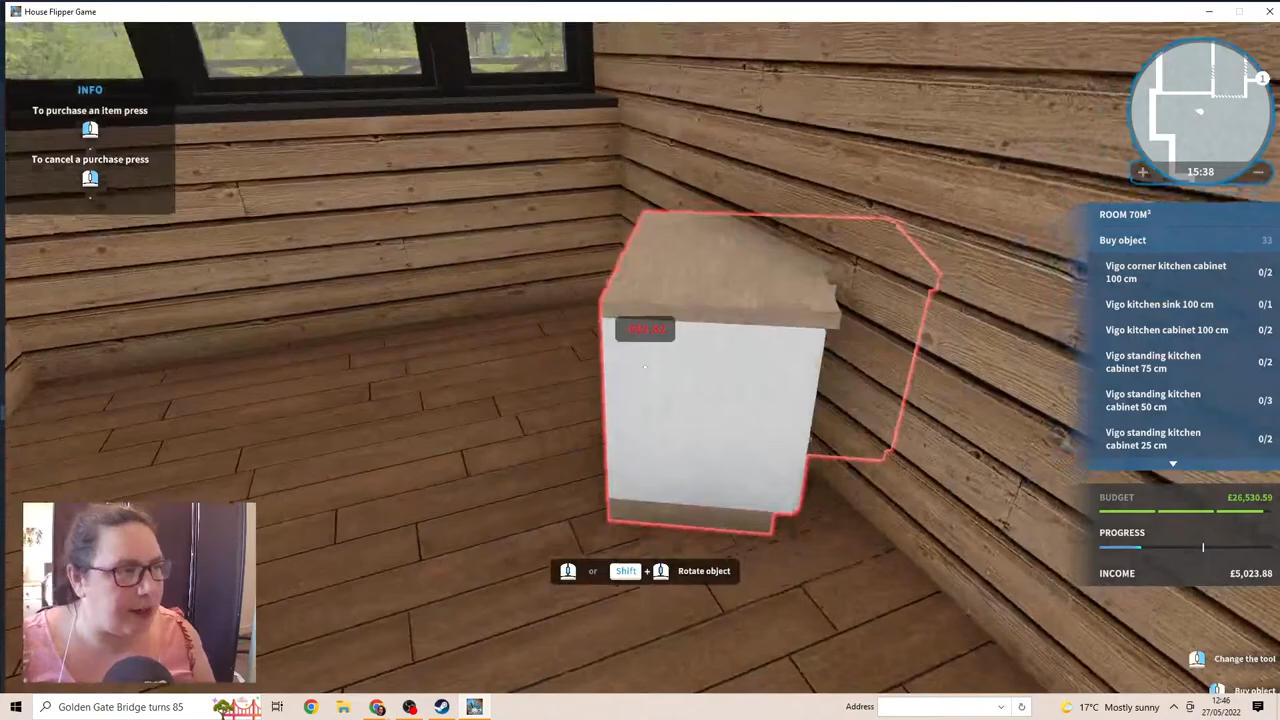 House Flipper Game
INFO
To purchase an item press
To cancel a purchase press
1
15:38
ROOM 70M²
Buy object 33
Vigo corner kitchen cabinet
100 cm 0/2
Vigo kitchen sink 100 cm 0/1
Vigo kitchen cabinet 100 cm 0/2
Vigo standing kitchen
cabinet 75 cm 0/2
Vigo standing kitchen
cabinet 50 cm 0/3
Vigo standing kitchen
cabinet 25 cm 0/2
BUDGET £26,530.59
PROGRESS
INCOME £5,023.88
or Shift + Rotate object
Change the tool
Buy object
Golden Gate Bridge turns 85
Address
17°C Mostly sunny
12:46
27/05/2022